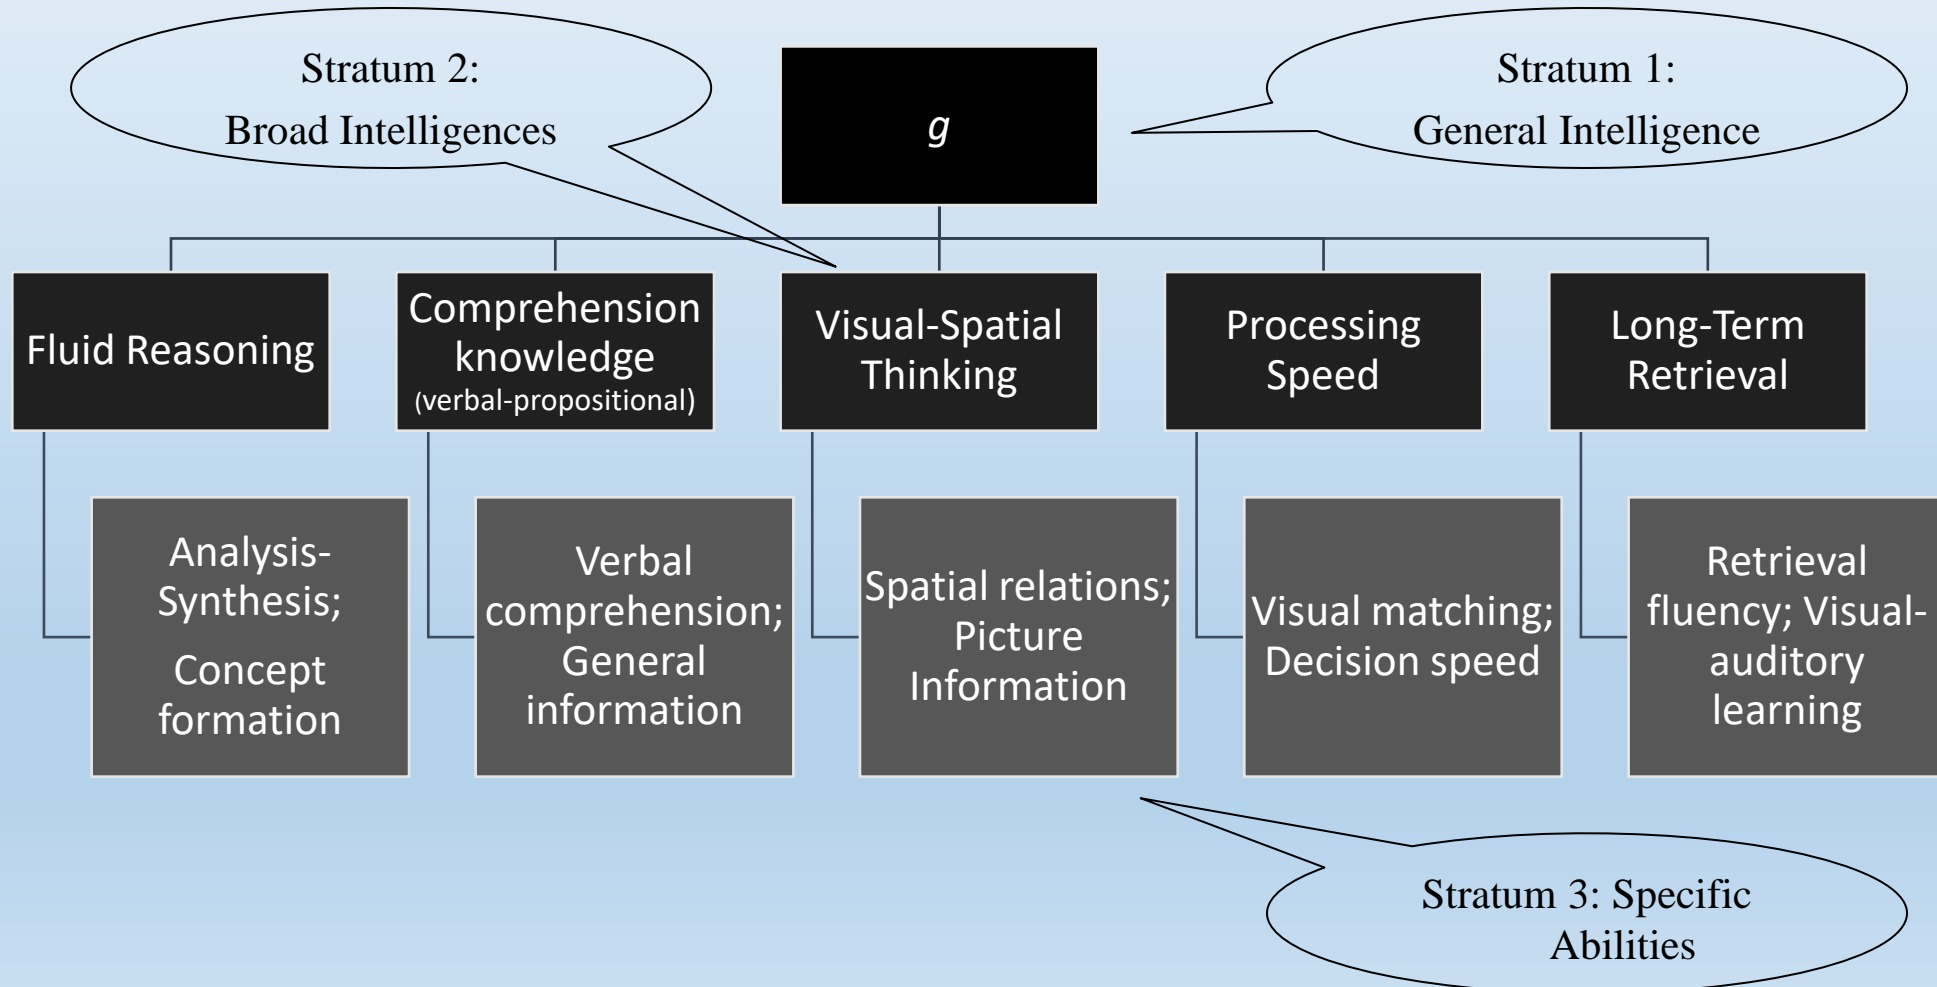 Stratum 2:
Broad Intelligences
g
Stratum 1:
General Intelligence
Fluid Reasoning
Comprehension
knowledge
(verbal-propositional)
Visual-Spatial
Thinking
Processing
Speed
Long-Term
Retrieval
Analysis-
Synthesis;
Concept
formation
Verbal
comprehension;
General
information
Spatial relations;
Picture
Information
Visual matching;
Decision speed
Retrieval
fluency; Visual-
auditory
learning
Stratum 3: Specific
Abilities